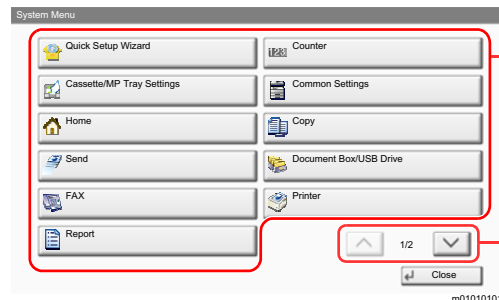 System Menu
Quick Setup Wizard
123 Counter
Cassette/MP Tray Settings
Common Settings
Home
Copy
Send
Document Box/USB Drive
FAX
Printer
Report
1/2
Close